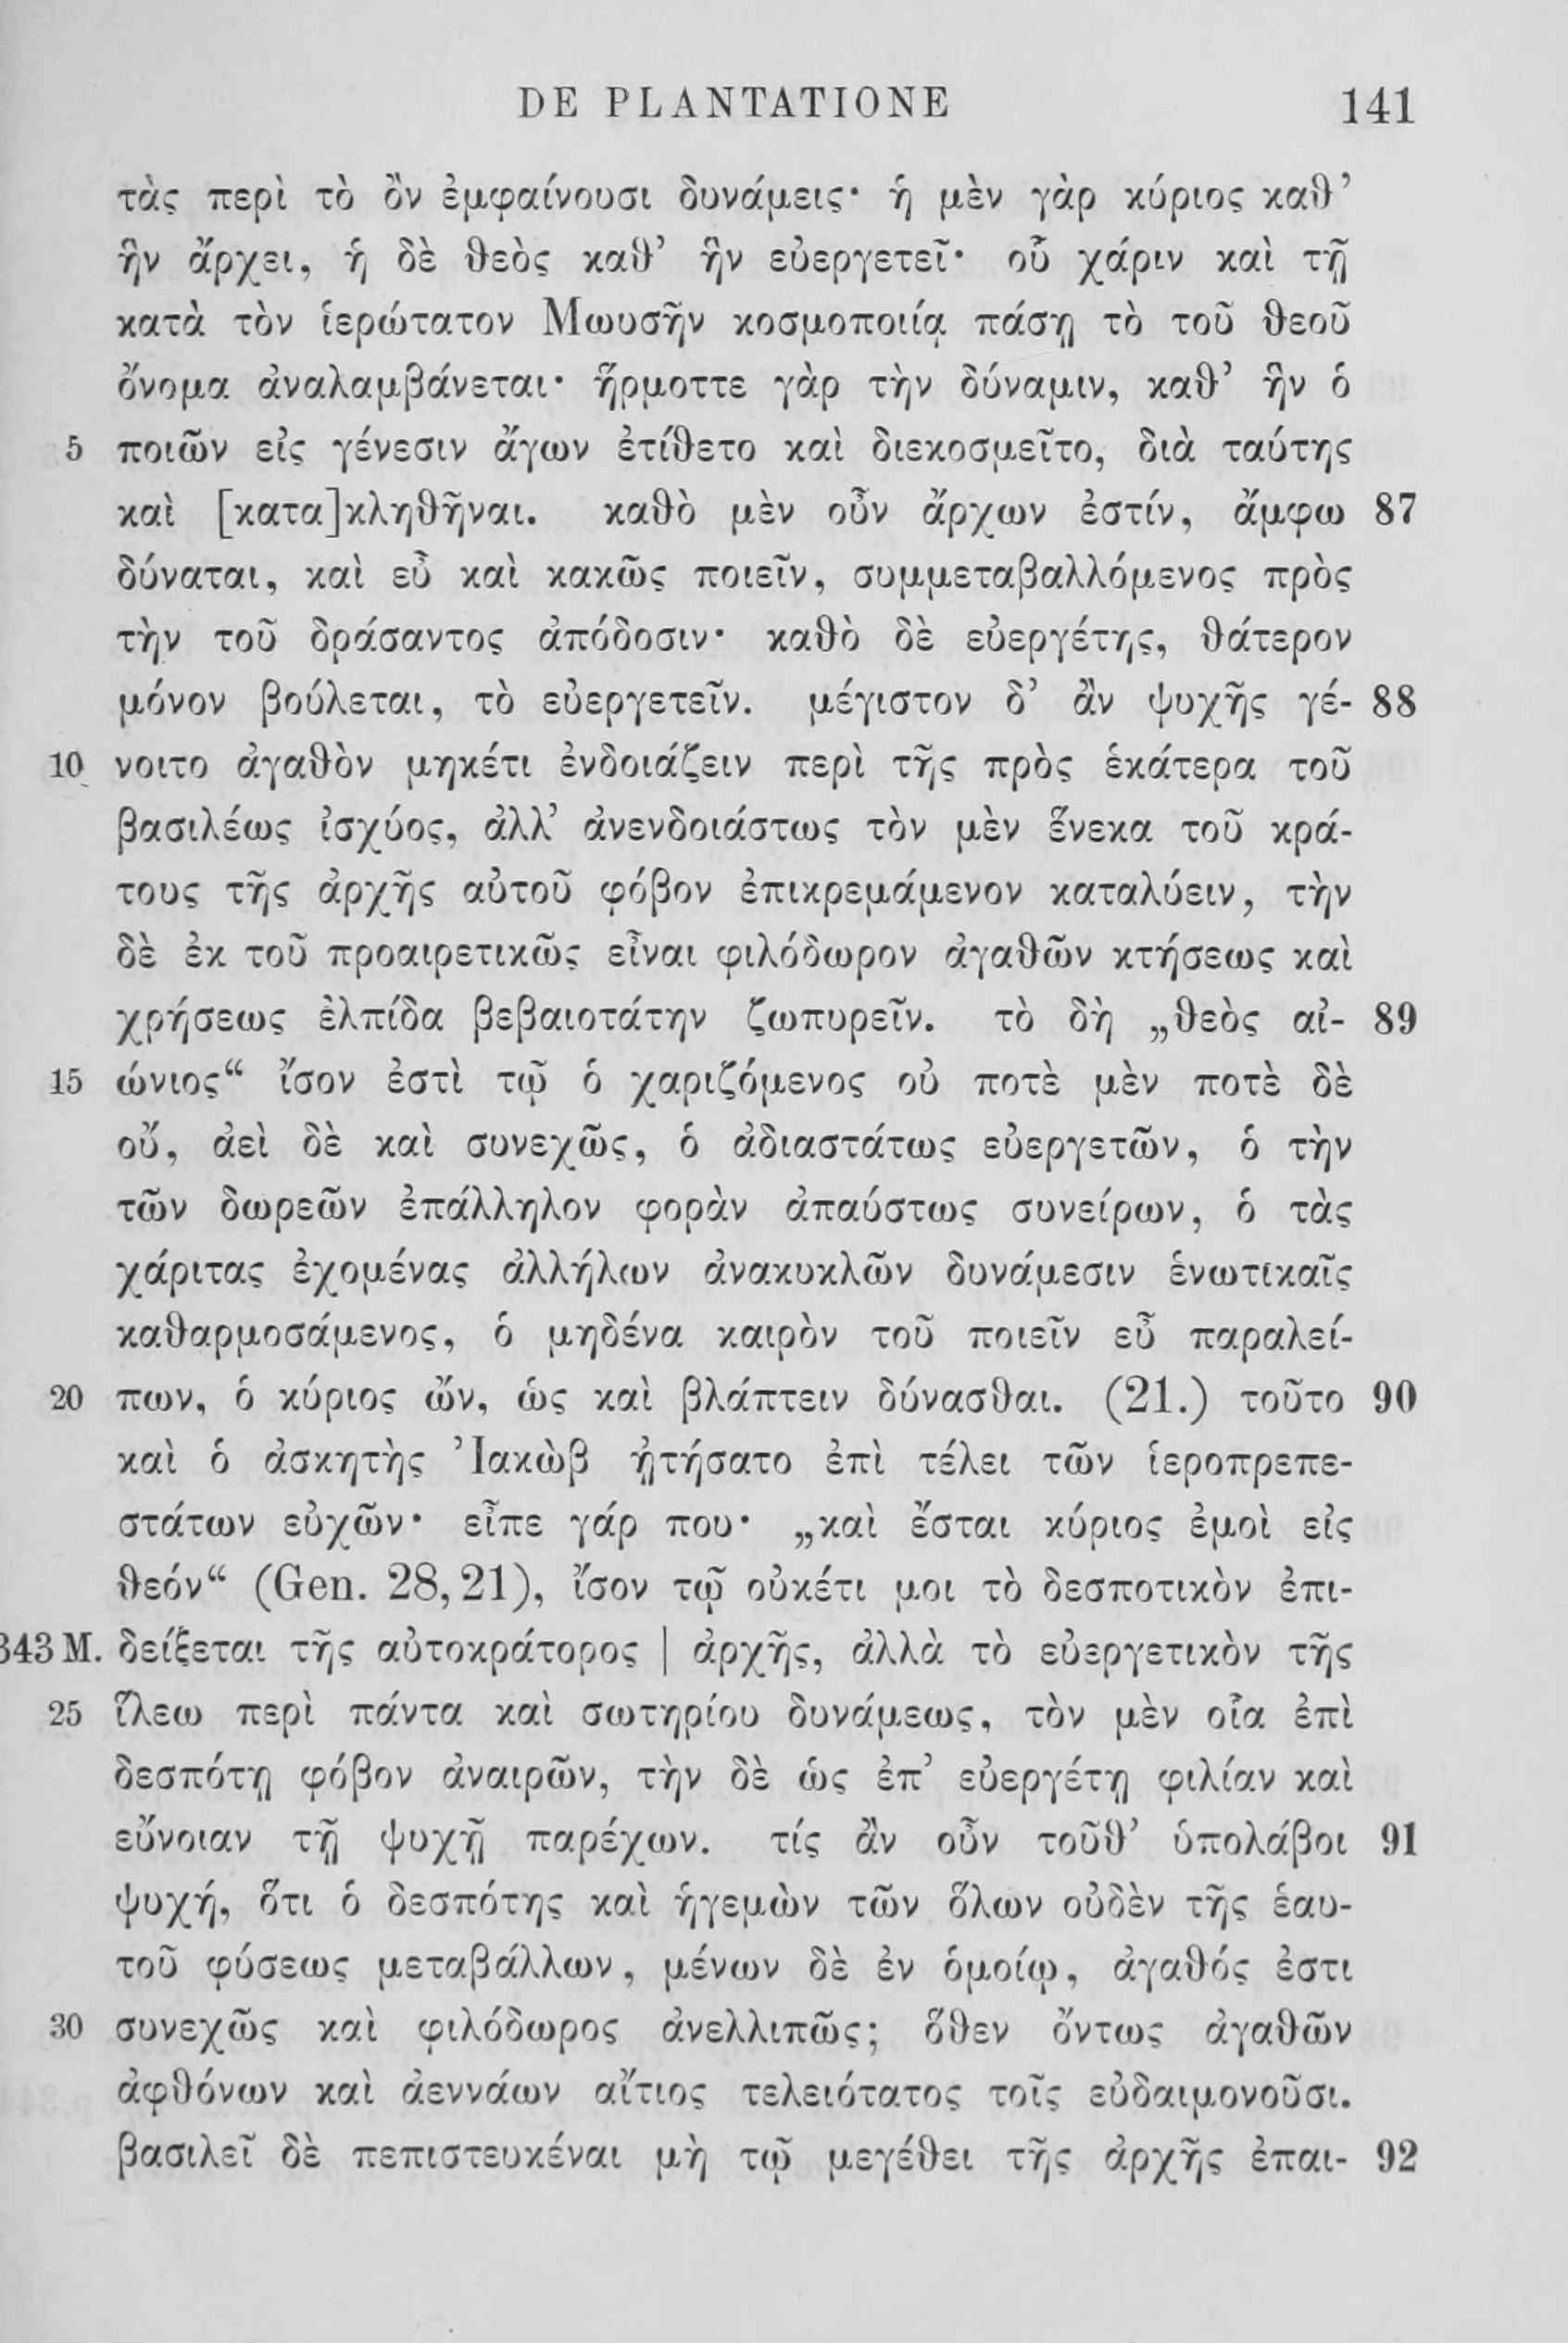 DE PLANTATIONE 141
τὰς περὶ τὸ ὂν ἐμφαίνουσι δυνάμεις· ἡ μὲν γὰρ κύριος καθ’
ἣν ἄρχει, ἡ δὲ θεὸς καθ’ ἣν εὐεργετεῖ· οὗ χάριν καὶ τῇ
κατὰ τὸν ἱερώτατον Μωυσῆν κοσμοποιίᾳ πάσῃ τὸ τοῦ θεοῦ
ὄνομα ἀναλαμβάνεται· ἥρμοττε γὰρ τὴν δύναμιν, καθ’ ἣν ὁ
5 ποιῶν εἰς γένεσιν ἄγων ἐτίθετο καὶ διεκοσμεῖτο, διὰ ταύτης
καὶ [κατα]κληθῆναι. καθὸ μὲν οὖν ἄρχων ἐστίν, ἄμφω 87
δύναται, καὶ εὖ καὶ κακῶς ποιεῖν, συμμεταβαλλόμενος πρὸς
τὴν τοῦ δράσαντος ἀπόδοσιν· καθὸ δὲ εὐεργέτης, θάτερον
μόνον βούλεται, τὸ εὐεργετεῖν. μέγιστον δ’ ἂν ψυχῆς γέ- 88
10 νοιτο ἀγαθὸν μηκέτι ἐνδοιάζειν περὶ τῆς πρὸς ἑκάτερα τοῦ
βασιλέως ἰσχύος, ἀλλ’ ἀνενδοιάστως τὸν μὲν ἕνεκα τοῦ κρά-
τους τῆς ἀρχῆς αὐτοῦ φόβον ἐπικρεμάμενον καταλύειν, τὴν
δὲ ἐκ τοῦ προαιρετικῶς εἶναι φιλόδωρον ἀγαθῶν κτήσεως καὶ
χρήσεως ἐλπίδα βεβαιοτάτην ζωπυρεῖν. τὸ δὴ „θεὸς αἰ- 89
15 ώνιος“ ἴσον ἐστὶ τῷ ὁ χαριζόμενος οὐ ποτὲ μὲν ποτὲ δὲ
οὔ, ἀεὶ δὲ καὶ συνεχῶς, ὁ ἀδιαστάτως εὐεργετῶν, ὁ τὴν
τῶν δωρεῶν ἐπάλληλον φορὰν ἀπαύστως συνείρων, ὁ τὰς
χάριτας ἐχομένας ἀλλήλων ἀνακυκλῶν δυνάμεσιν ἑνωτικαῖς
καθαρμοσάμενος, ὁ μηδένα καιρὸν τοῦ ποιεῖν εὖ παραλεί-
20 πων, ὁ κύριος ὤν, ὡς καὶ βλάπτειν δύνασθαι. (21.) τοῦτο 90
καὶ ὁ ἀσκητὴς Ἰακὼβ ᾐτήσατο ἐπὶ τέλει τῶν ἱεροπρεπε-
στάτων εὐχῶν· εἶπε γάρ που· „καὶ ἔσται κύριος ἐμοὶ εἰς
θεόν“ (Gen. 28,21), ἴσον τῷ οὐκέτι μοι τὸ δεσποτικὸν ἐπι-
343 M. δείξεται τῆς αὐτοκράτορος | ἀρχῆς, ἀλλὰ τὸ εὐεργετικὸν τῆς
25 ἵλεω περὶ πάντα καὶ σωτηρίου δυνάμεως, τὸν μὲν οἷα ἐπὶ
δεσπότῃ φόβον ἀναιρῶν, τὴν δὲ ὡς ἐπ’ εὐεργέτῃ φιλίαν καὶ
εὔνοιαν τῇ ψυχῇ παρέχων. τίς ἂν οὖν τοῦθ’ ὑπολάβοι 91
ψυχή, ὅτι ὁ δεσπότης καὶ ἡγεμὼν τῶν ὅλων οὐδὲν τῆς ἑαυ-
τοῦ φύσεως μεταβάλλων, μένων δὲ ἐν ὁμοίῳ, ἀγαθός ἐστι
30 συνεχῶς καὶ φιλόδωρος ἀνελλιπῶς; ὅθεν ὄντως ἀγαθῶν
ἀφθόνων καὶ ἀεννάων αἴτιος τελειότατος τοῖς εὐδαιμονοῦσι.
βασιλεῖ δὲ πεπιστευκέναι μὴ τῷ μεγέθει τῆς ἀρχῆς ἐπαι- 92